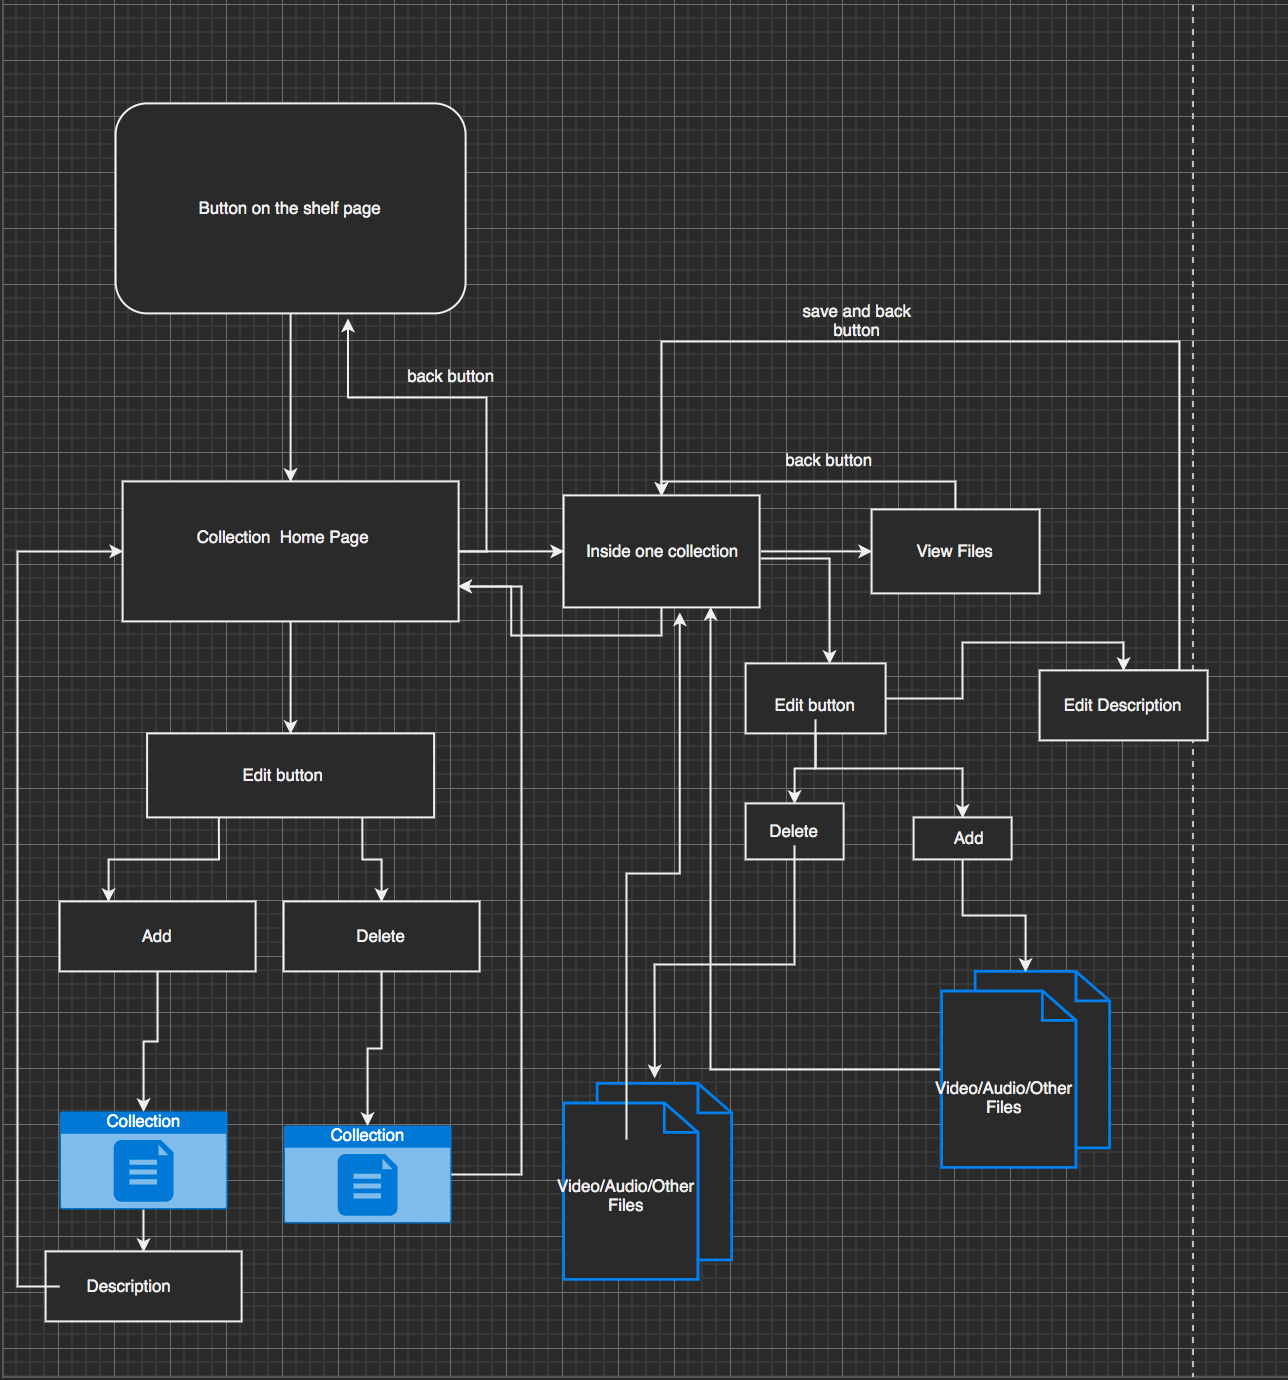 Button on the shelf page
save and back
button
back button
back button
Collection  Home Page
Inside one collection
View Files
Edit button
Edit Description
Edit button
Delete
Add
Add
Delete
Video/Audio/Other
Files
Collection
Collection
Video/Audio/Other
Files
Description